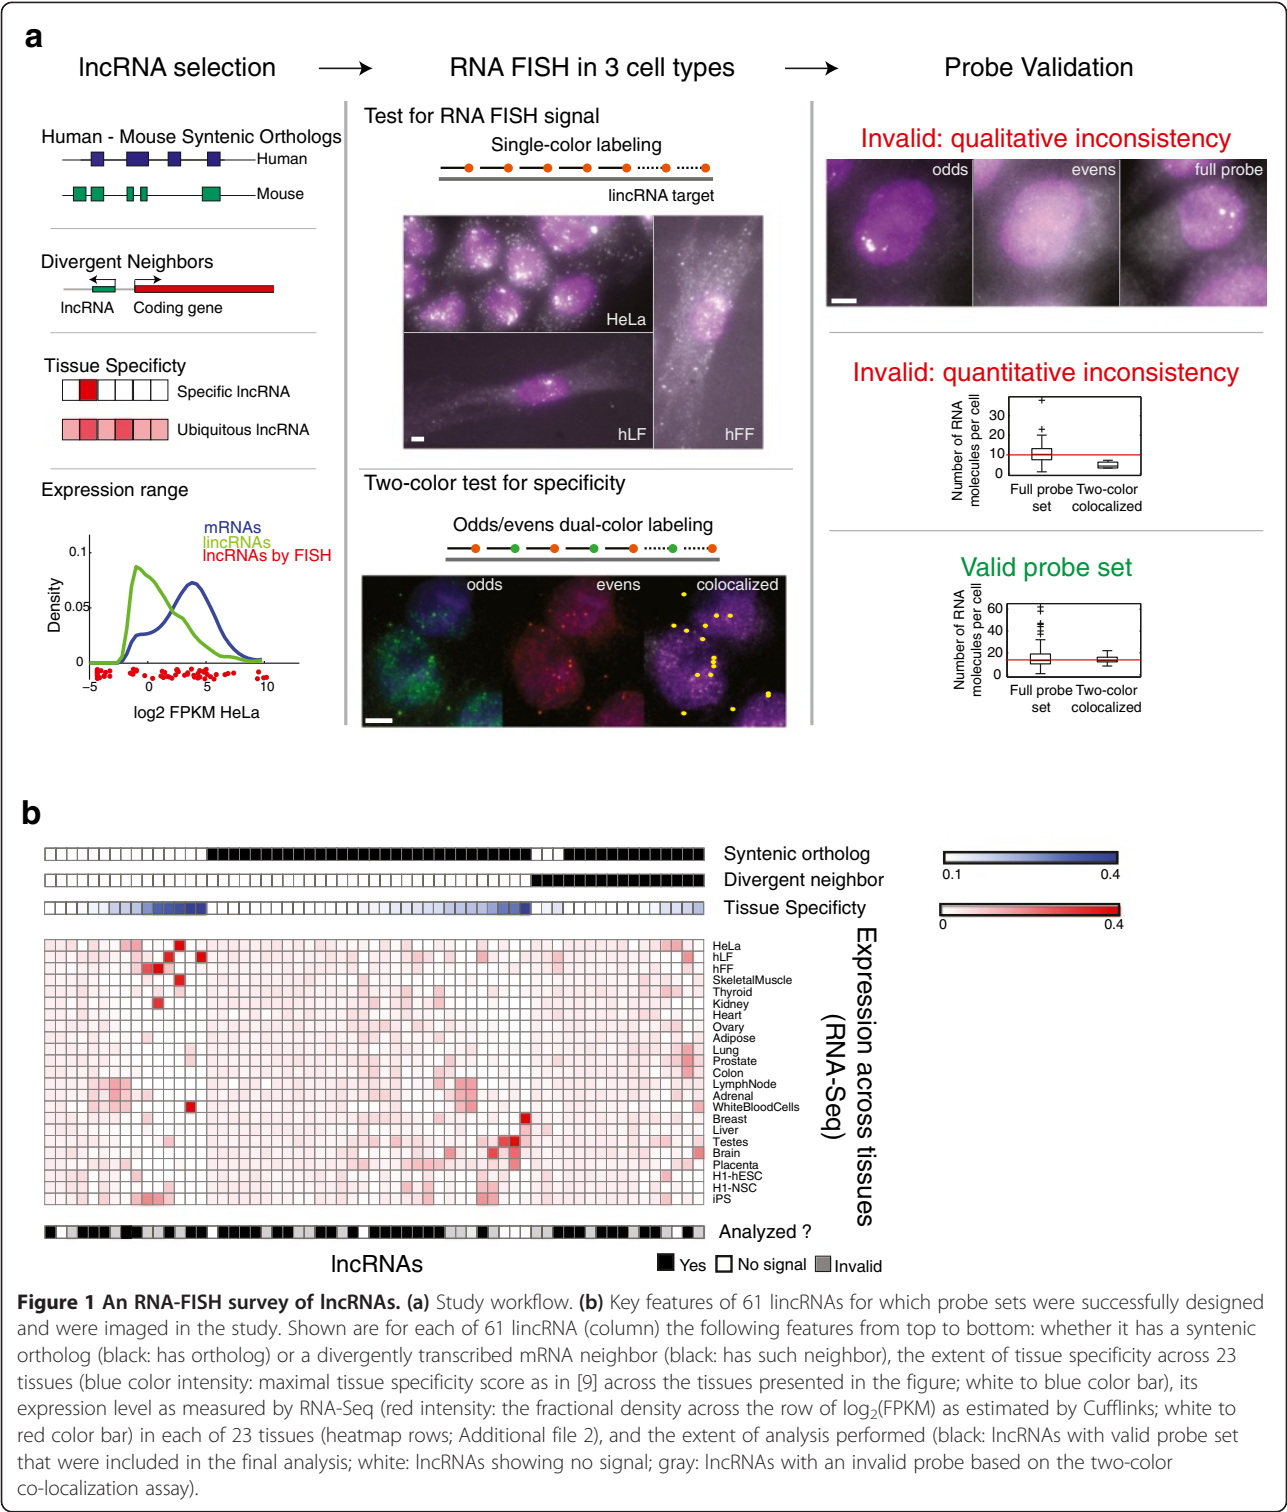 a
lncRNA selection
RNA FISH in 3 cell types
Probe Validation
Human - Mouse Syntenic Orthologs
Human
Mouse
Divergent Neighbors
lncRNA
Coding gene
Tissue Specificty
Specific lncRNA
Ubiquitous lncRNA
Expression range
mRNAs
lincRNAs
lncRNAs by FISH
0.1
0.05
0
Density
−5
0
5
10
log2 FPKM HeLa
Test for RNA FISH signal
Single-color labeling
lincRNA target
HeLa
hLF
hFF
Two-color test for specificity
Odds/evens dual-color labeling
odds
evens
colocalized
Invalid: qualitative inconsistency
odds
evens
full probe
Invalid: quantitative inconsistency
Number of RNA
molecules per cell
30
20
10
0
Full probe
set
Two-color
colocalized
Valid probe set
Number of RNA
molecules per cell
60
40
20
0
Full probe
set
Two-color
colocalized
b
Syntenic ortholog
Divergent neighbor
Tissue Specificty
0.1
0.4
0
0.4
HeLa
hLF
hFF
SkeletalMuscle
Thyroid
Kidney
Heart
Ovary
Adipose
Lung
Prostate
Colon
LymphNode
Adrenal
WhiteBloodCells
Breast
Liver
Testes
Brain
Placenta
H1-hESC
H1-NSC
iPS
Expression across tissues
(RNA-Seq)
Analyzed ?
lncRNAs
Yes
No signal
Invalid
Figure 1 An RNA-FISH survey of lncRNAs. (a) Study workflow. (b) Key features of 61 lincRNAs for which probe sets were successfully designed
and were imaged in the study. Shown are for each of 61 lincRNA (column) the following features from top to bottom: whether it has a syntenic
ortholog (black: has ortholog) or a divergently transcribed mRNA neighbor (black: has such neighbor), the extent of tissue specificity across 23
tissues (blue color intensity: maximal tissue specificity score as in [9] across the tissues presented in the figure; white to blue color bar), its
expression level as measured by RNA-Seq (red intensity: the fractional density across the row of log2(FPKM) as estimated by Cufflinks; white to
red color bar) in each of 23 tissues (heatmap rows; Additional file 2), and the extent of analysis performed (black: lncRNAs with valid probe set
that were included in the final analysis; white: lncRNAs showing no signal; gray: lncRNAs with an invalid probe based on the two-color
co-localization assay).